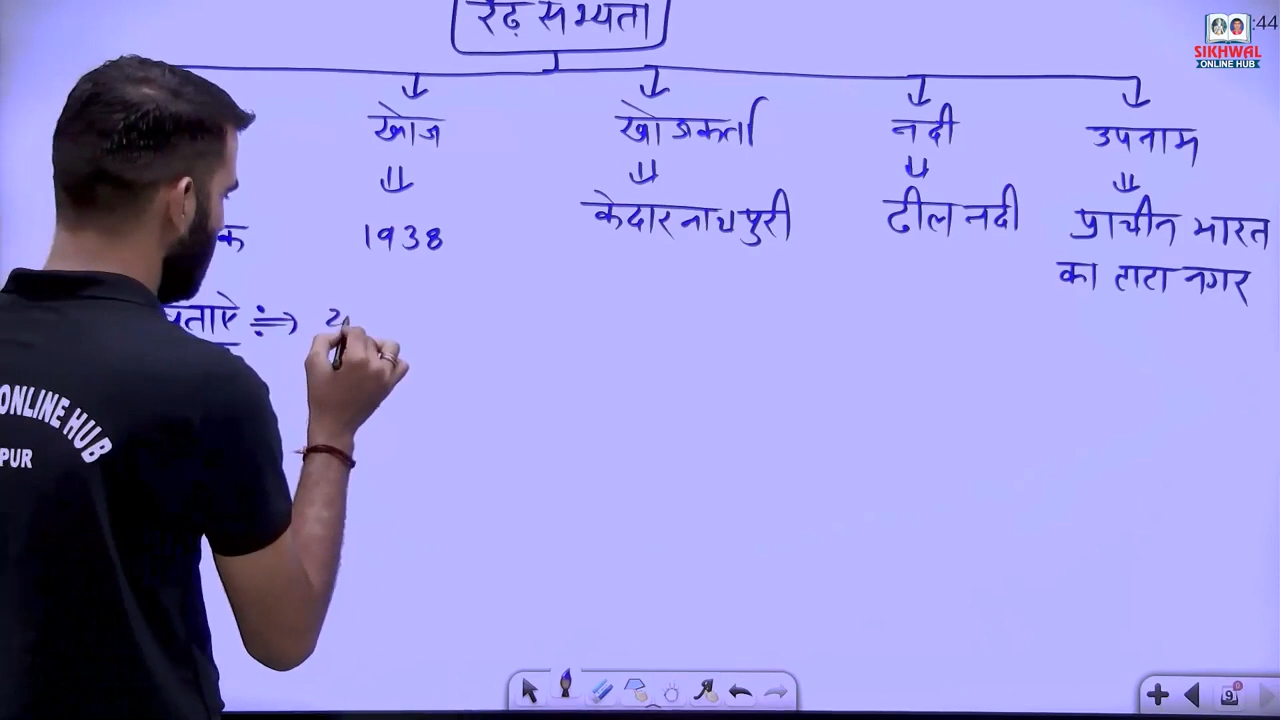 रेढ़ सभ्यता
:44
SIKHWAL
ONLINE HUB
खोज
खोजकर्ता
नदी
उपनाम
केदारनाथपुरी
ढील नदी
प्राचीन भारत
का टाटा नगर
क
1938
ONLINE HUB
PUR
9